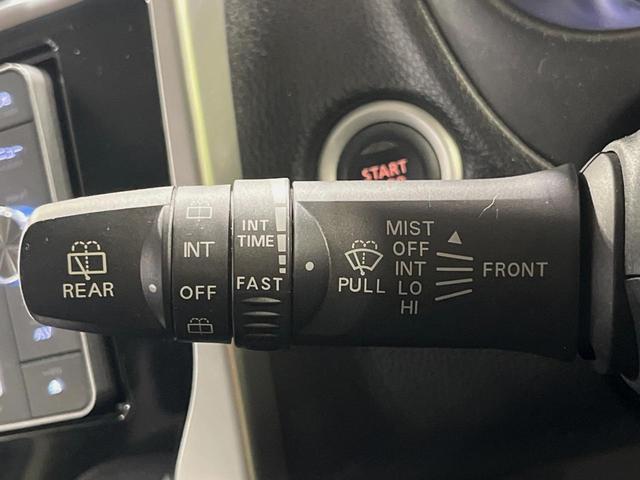 START
REAR
INT
OFF
INT
TIME
FAST
PULL
MIST
OFF
INT
LO
HI
FRONT